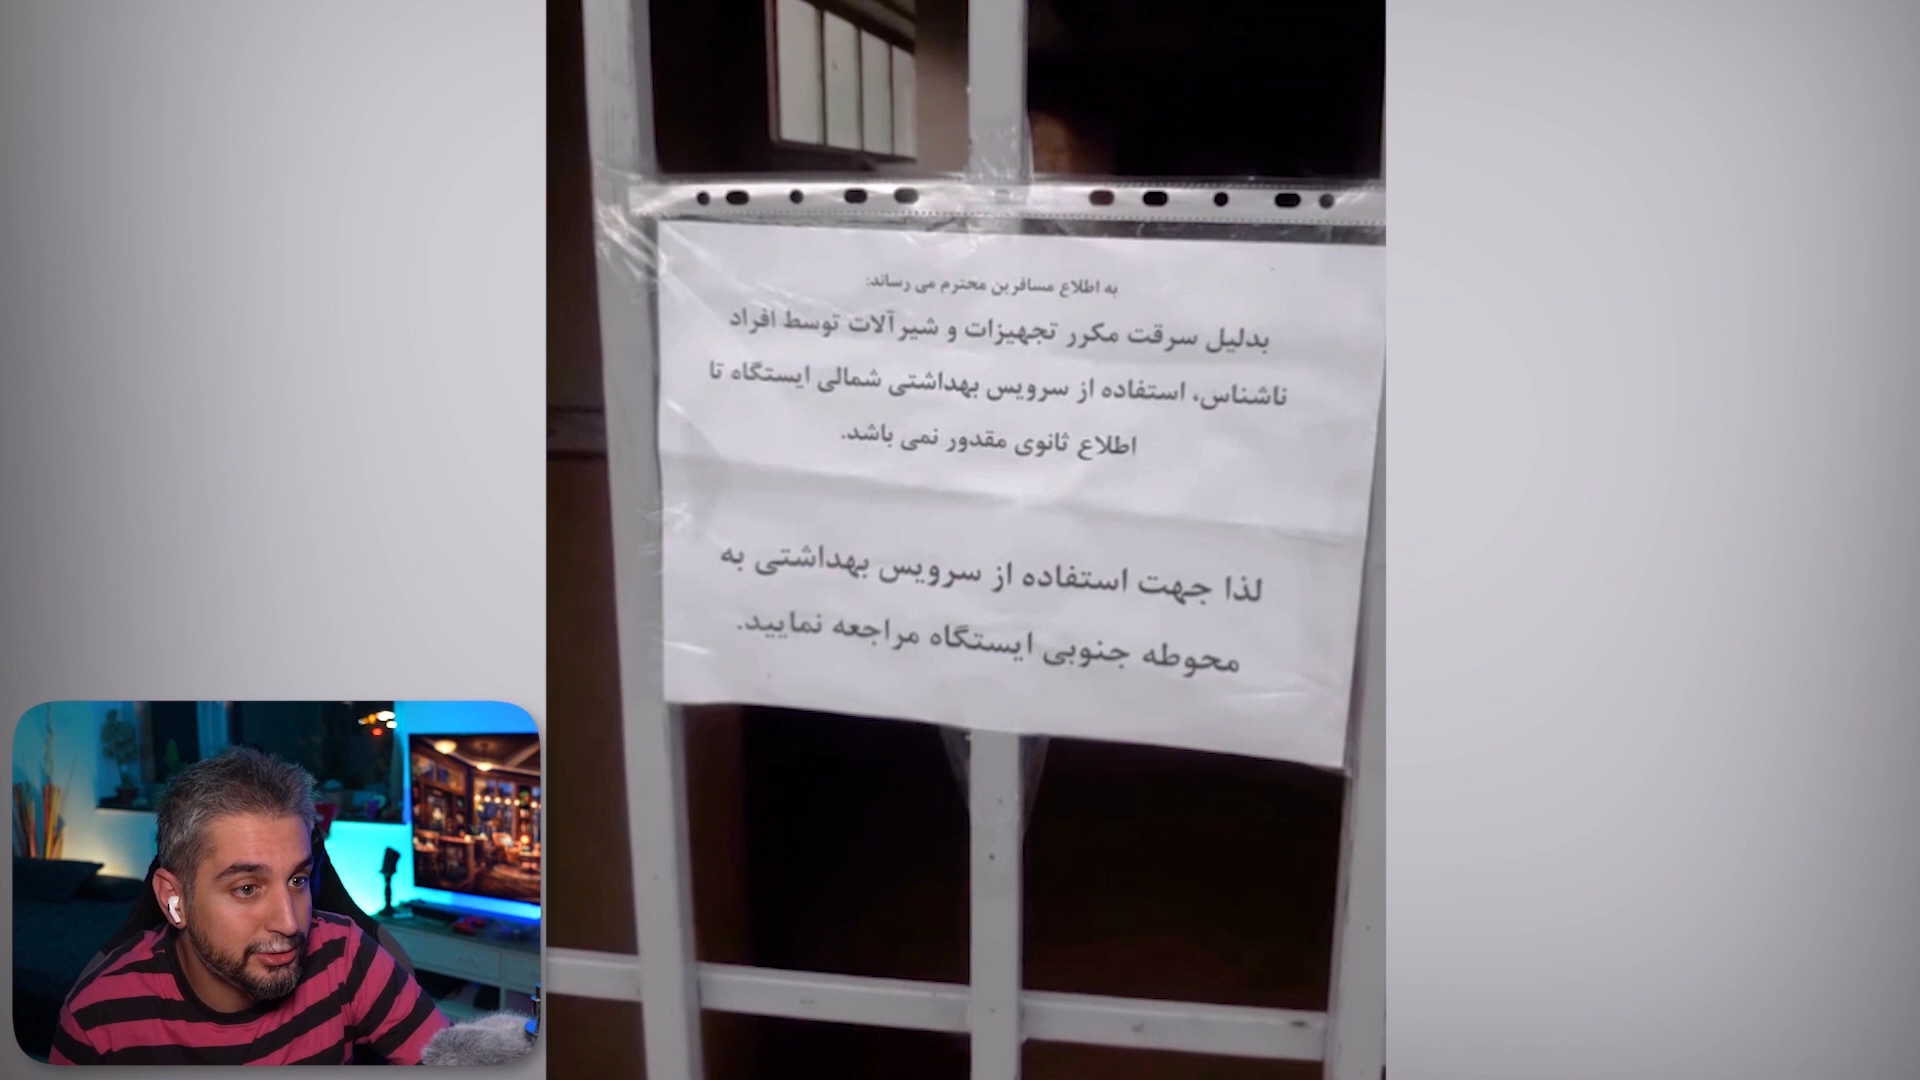 به اطلاع مسافرین محترم می رساند:
بدلیل سرقت مکرر تجهیزات و شیرآلات توسط افراد
ناشناس، استفاده از سرویس بهداشتی شمالی ایستگاه تا
اطلاع ثانوی مقدور نمی باشد.
لذا جهت استفاده از سرویس بهداشتی به
محوطه جنوبی ایستگاه مراجعه نمایید.